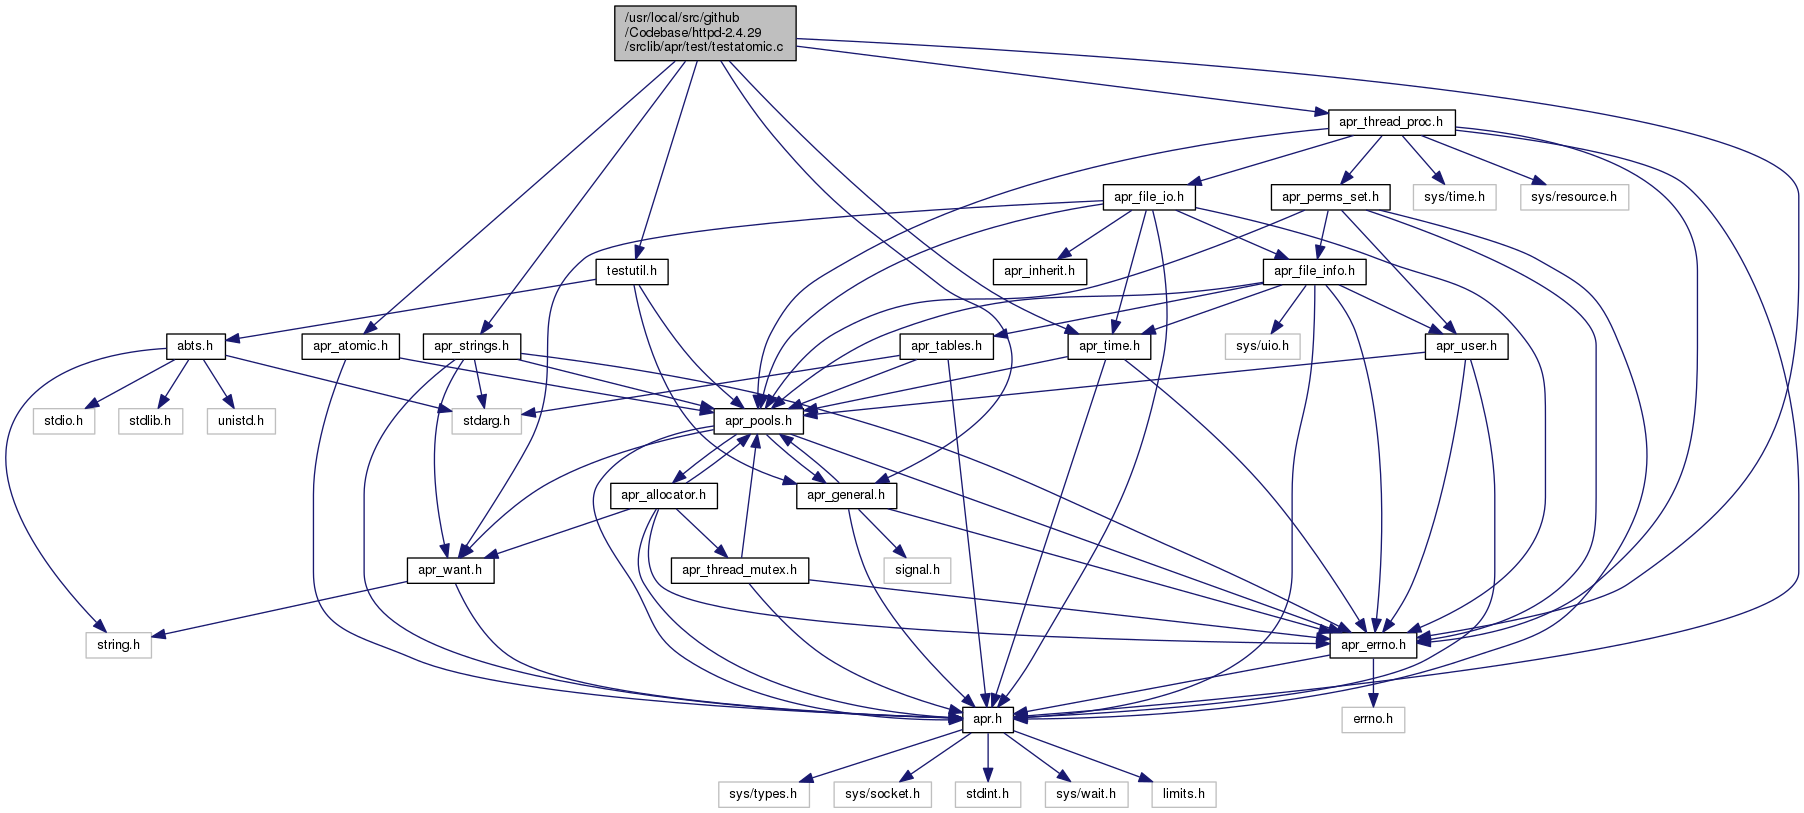 /usr/local/src/github
/Codebase/httpd-2.4.29
/srclib/apr/test/testatomic.c
apr_thread_proc.h
apr_file_io.h
apr_perms_set.h
sys/time.h
sys/resource.h
testutil.h
apr_inherit.h
apr_file_info.h
abts.h
apr_atomic.h
apr_strings.h
apr_tables.h
apr_time.h
sys/uio.h
apr_user.h
stdio.h
stdlib.h
unistd.h
stdarg.h
apr_pools.h
apr_allocator.h
apr_general.h
apr_want.h
apr_thread_mutex.h
signal.h
string.h
apr_errno.h
apr.h
errno.h
sys/types.h
sys/socket.h
stdint.h
sys/wait.h
limits.h